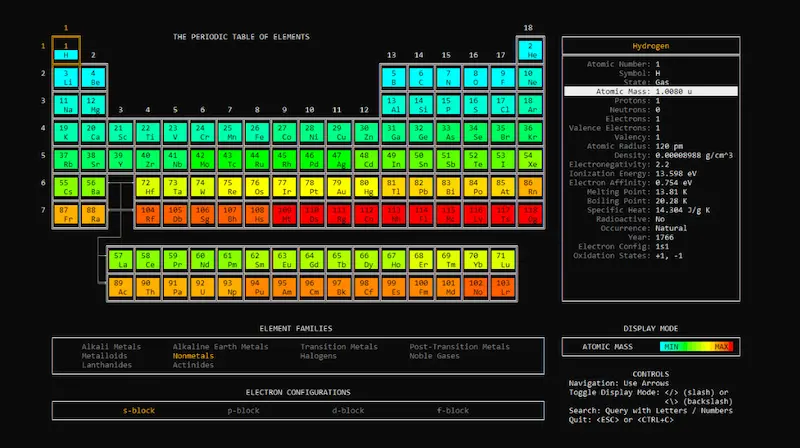 1
18
THE PERIODIC TABLE OF ELEMENTS
Hydrogen
1 1 2
H 2 13 14 15 16 17 He
2 3 4 5 6 7 8 9 10
Li Be B C N O F Ne
3 11 12 13 14 15 16 17 18
Na Mg 3 4 5 6 7 8 9 10 11 12 Al Si P S Cl Ar
4 19 20 21 22 23 24 25 26 27 28 29 30 31 32 33 34 35 36
K Ca Sc Ti V Cr Mn Fe Co Ni Cu Zn Ga Ge As Se Br Kr
5 37 38 39 40 41 42 43 44 45 46 47 48 49 50 51 52 53 54
Rb Sr Y Zr Nb Mo Tc Ru Rh Pd Ag Cd In Sn Sb Te I Xe
6 55 56 72 73 74 75 76 77 78 79 80 81 82 83 84 85 86
Cs Ba Hf Ta W Re Os Ir Pt Au Hg Tl Pb Bi Po At Rn
7 87 88 104 105 106 107 108 109 110 111 112 113 114 115 116 117 118
Fr Ra Rf Db Sg Bh Hs Mt Ds Rg Cn Nh Fl Mc Lv Ts Og
57 58 59 60 61 62 63 64 65 66 67 68 69 70 71
La Ce Pr Nd Pm Sm Eu Gd Tb Dy Ho Er Tm Yb Lu
89 90 91 92 93 94 95 96 97 98 99 100 101 102 103
Ac Th Pa U Np Pu Am Cm Bk Cf Es Fm Md No Lr
Atomic Number: 1
Symbol: H
State: Gas
Atomic Mass: 1.0080 u
Protons: 1
Neutrons: 0
Electrons: 1
Valence Electrons: 1
Valency: 1
Atomic Radius: 120 pm
Density: 0.00008988 g/cm^3
Electronegativity: 2.2
Ionization Energy: 13.598 eV
Electron Affinity: 0.754 eV
Melting Point: 13.81 K
Boiling Point: 20.28 K
Specific Heat: 14.304 J/g K
Radioactive: No
Occurrence: Natural
Year: 1766
Electron Config: 1s1
Oxidation States: +1, -1
ELEMENT FAMILIES
Alkali Metals Alkaline Earth Metals Transition Metals Post-Transition Metals
Metalloids Nonmetals Halogens Noble Gases
Lanthanides Actinides
ELECTRON CONFIGURATIONS
s-block p-block d-block f-block
DISPLAY MODE
ATOMIC MASS MIN MAX
CONTROLS
Navigation: Use Arrows
Toggle Display Mode: </> (slash) or
<\> (backslash)
Search: Query with Letters / Numbers
Quit: <ESC> or <CTRL+C>